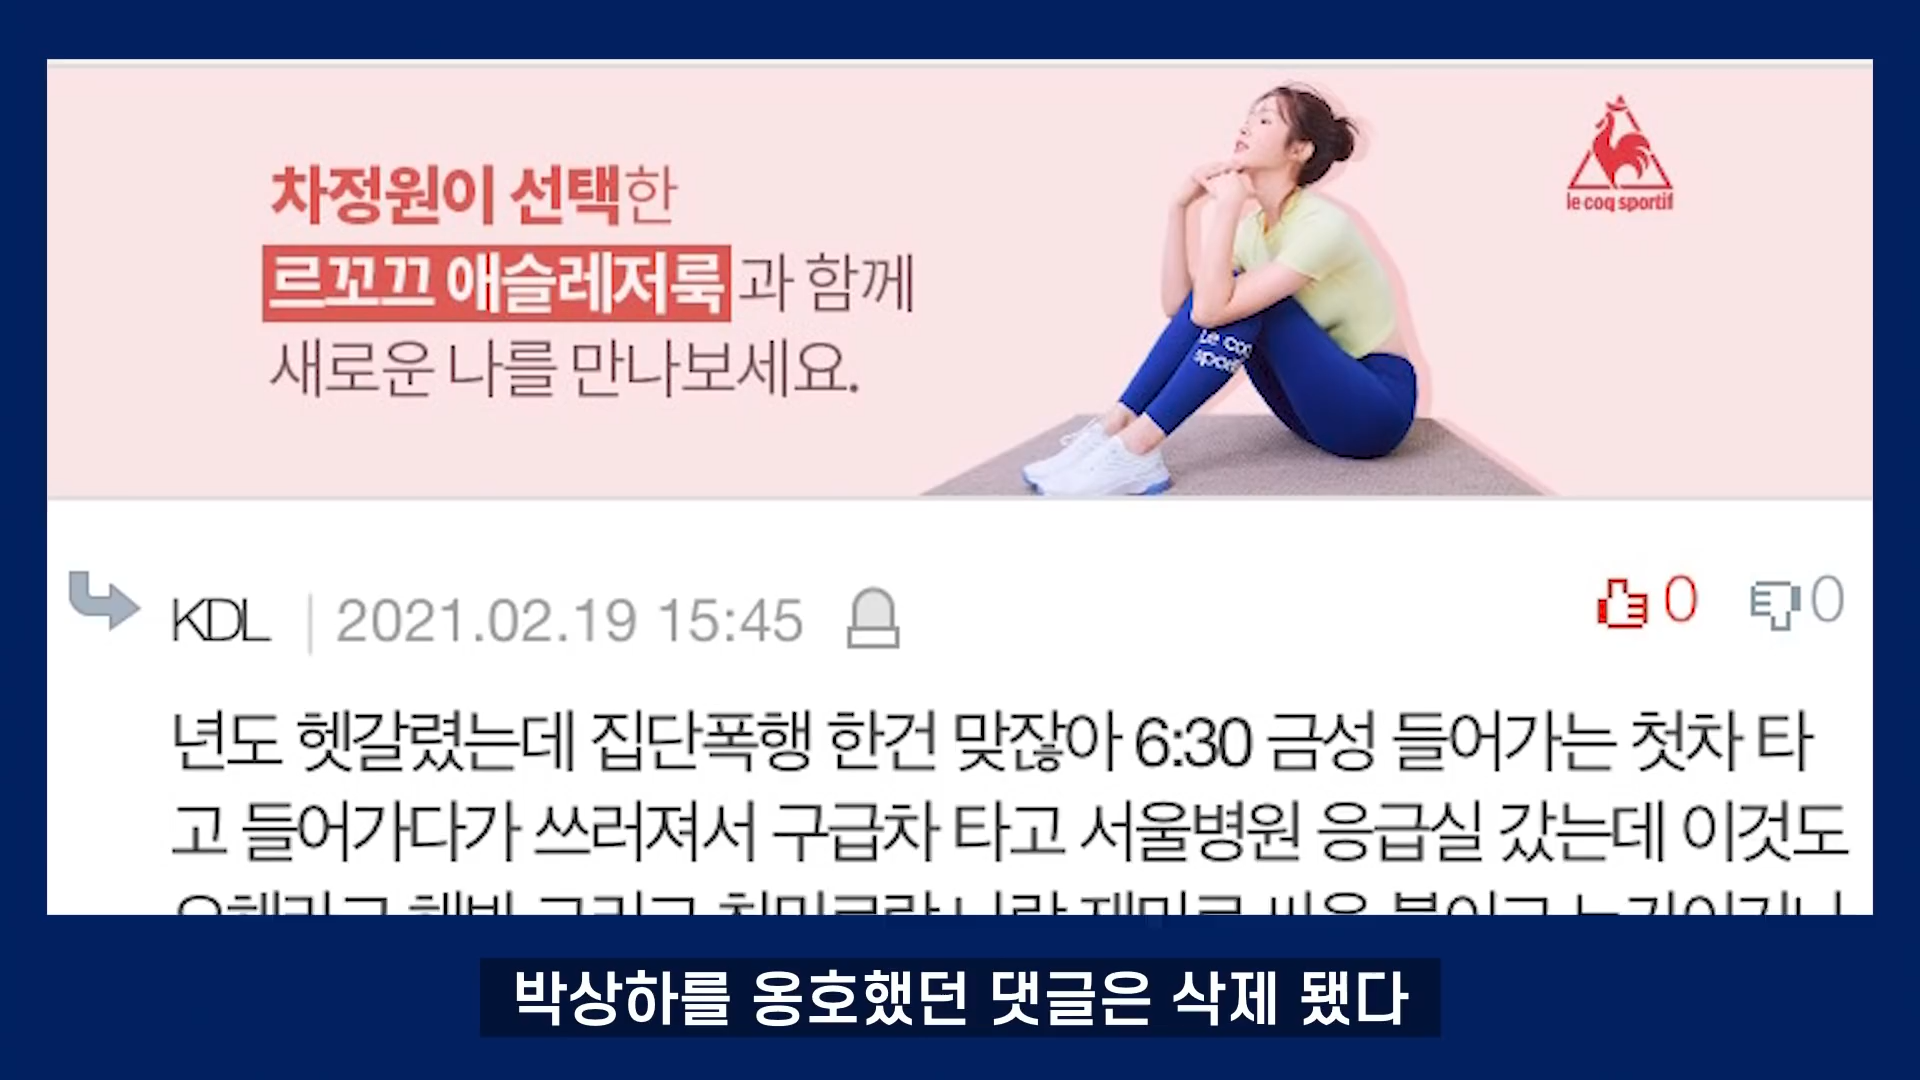 차정원이 선택한
르꼬끄 애슬레저룩과 함께
새로운 나를 만나보세요.
le coq sportif
Le coq
sportif
KDL | 2021.02.19 15:45
0 0
년도 헷갈렸는데 집단폭행 한건 맞잖아 6:30 금성 들어가는 첫차 타
고 들어가다가 쓰러져서 구급차 타고 서울병원 응급실 갔는데 이것도
박상하를 옹호했던 댓글은 삭제 됐다